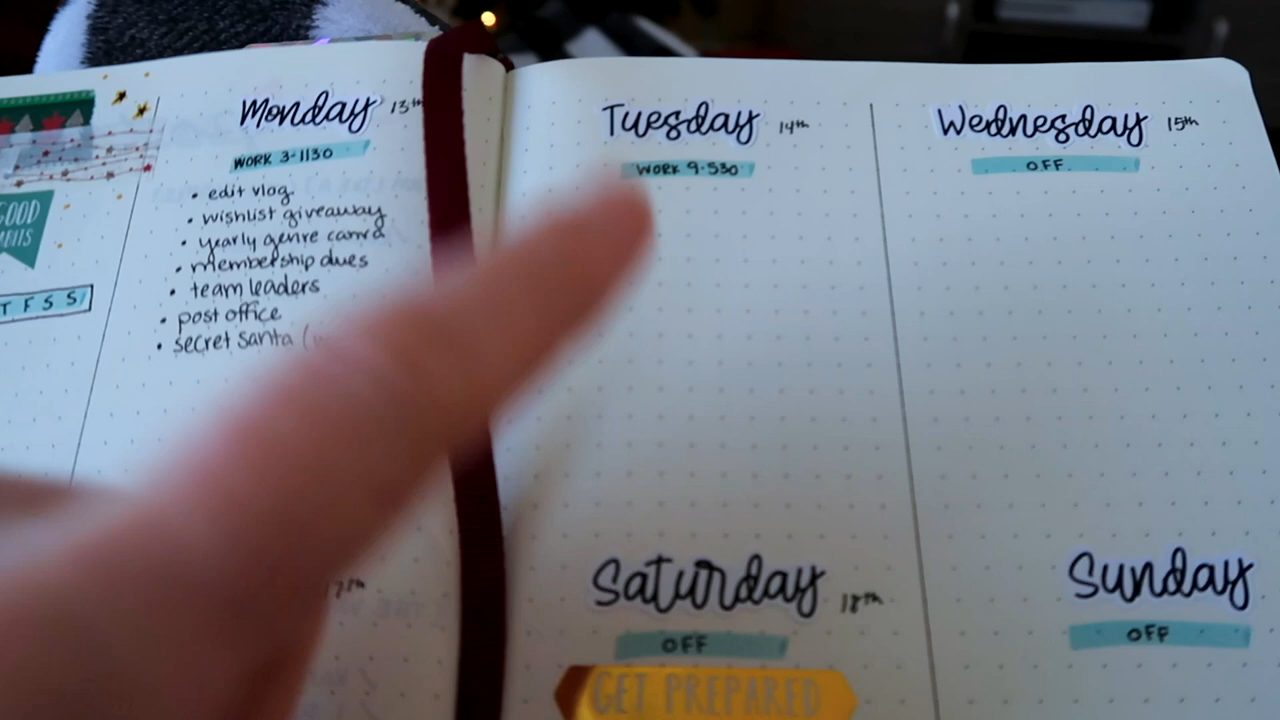 GOOD
T F S S
Monday 13th
WORK 3-1130
• edit vlog
• wishlist giveaway
• yearly genre canva
• membership dues
• team leaders
• post office
• secret santa (
Tuesday 14th
WORK 9-530
Wednesday 15th
OFF
17th
Saturday 18th
OFF
GET PREPARED
Sunday
OFF